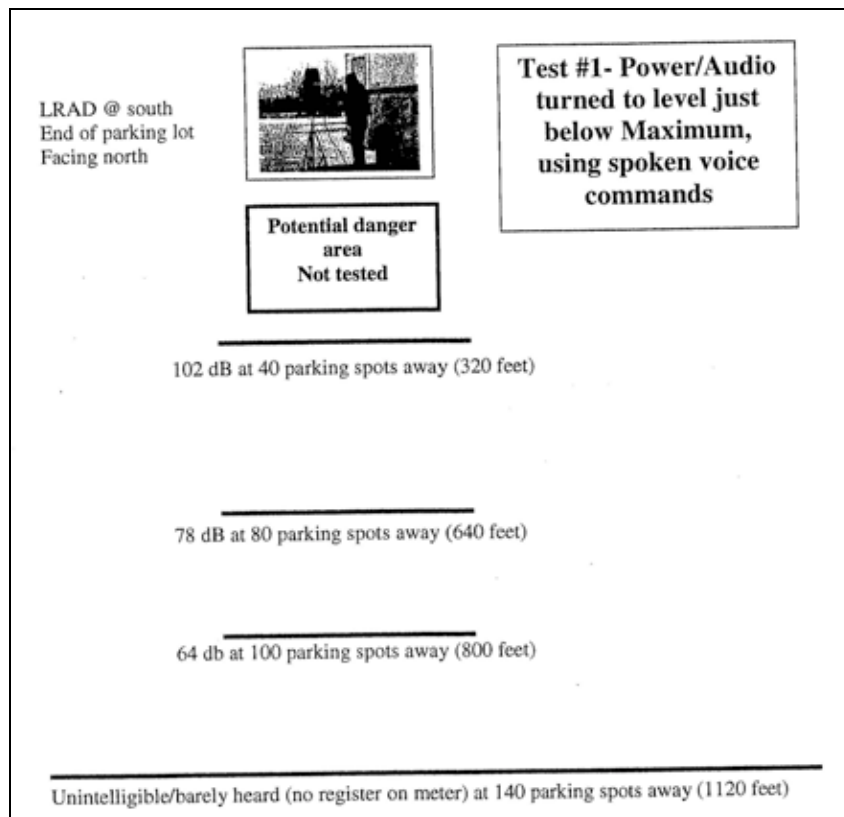 LRAD @ south
End of parking lot
Facing north
Test #1- Power/Audio
turned to level just
below Maximum,
using spoken voice
commands
Potential danger
area
Not tested
102 dB at 40 parking spots away (320 feet)
78 dB at 80 parking spots away (640 feet)
64 db at 100 parking spots away (800 feet)
Unintelligible/barely heard (no register on meter) at 140 parking spots away (1120 feet)